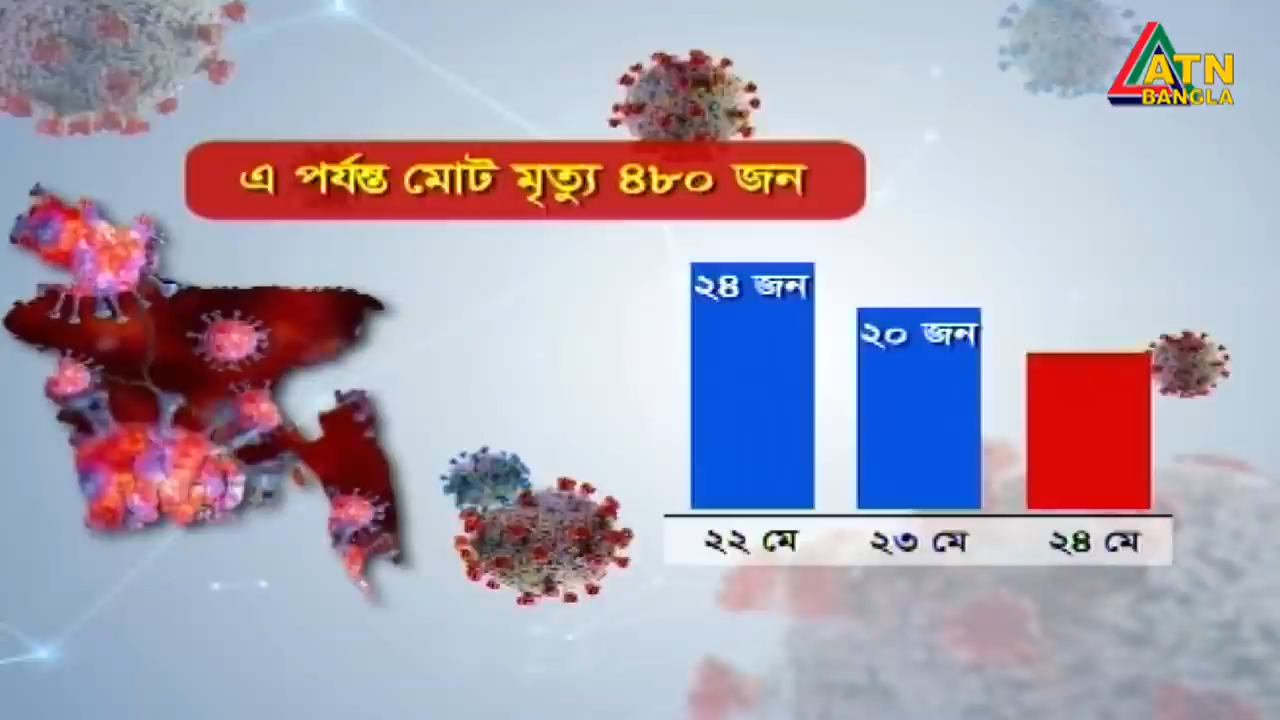 ATN
BANGLA
এ পর্যন্ত মোট মৃত্যু ৪৮০ জন
২৪ জন
২০ জন
২২ মে
২৩ মে
২৪ মে